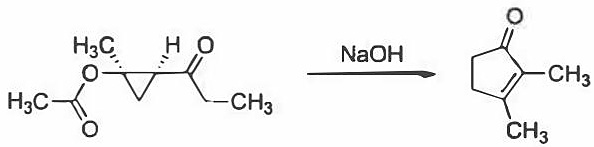 H₃C H O
O NaOH O
H₃C CH₃ CH₃
O CH₃